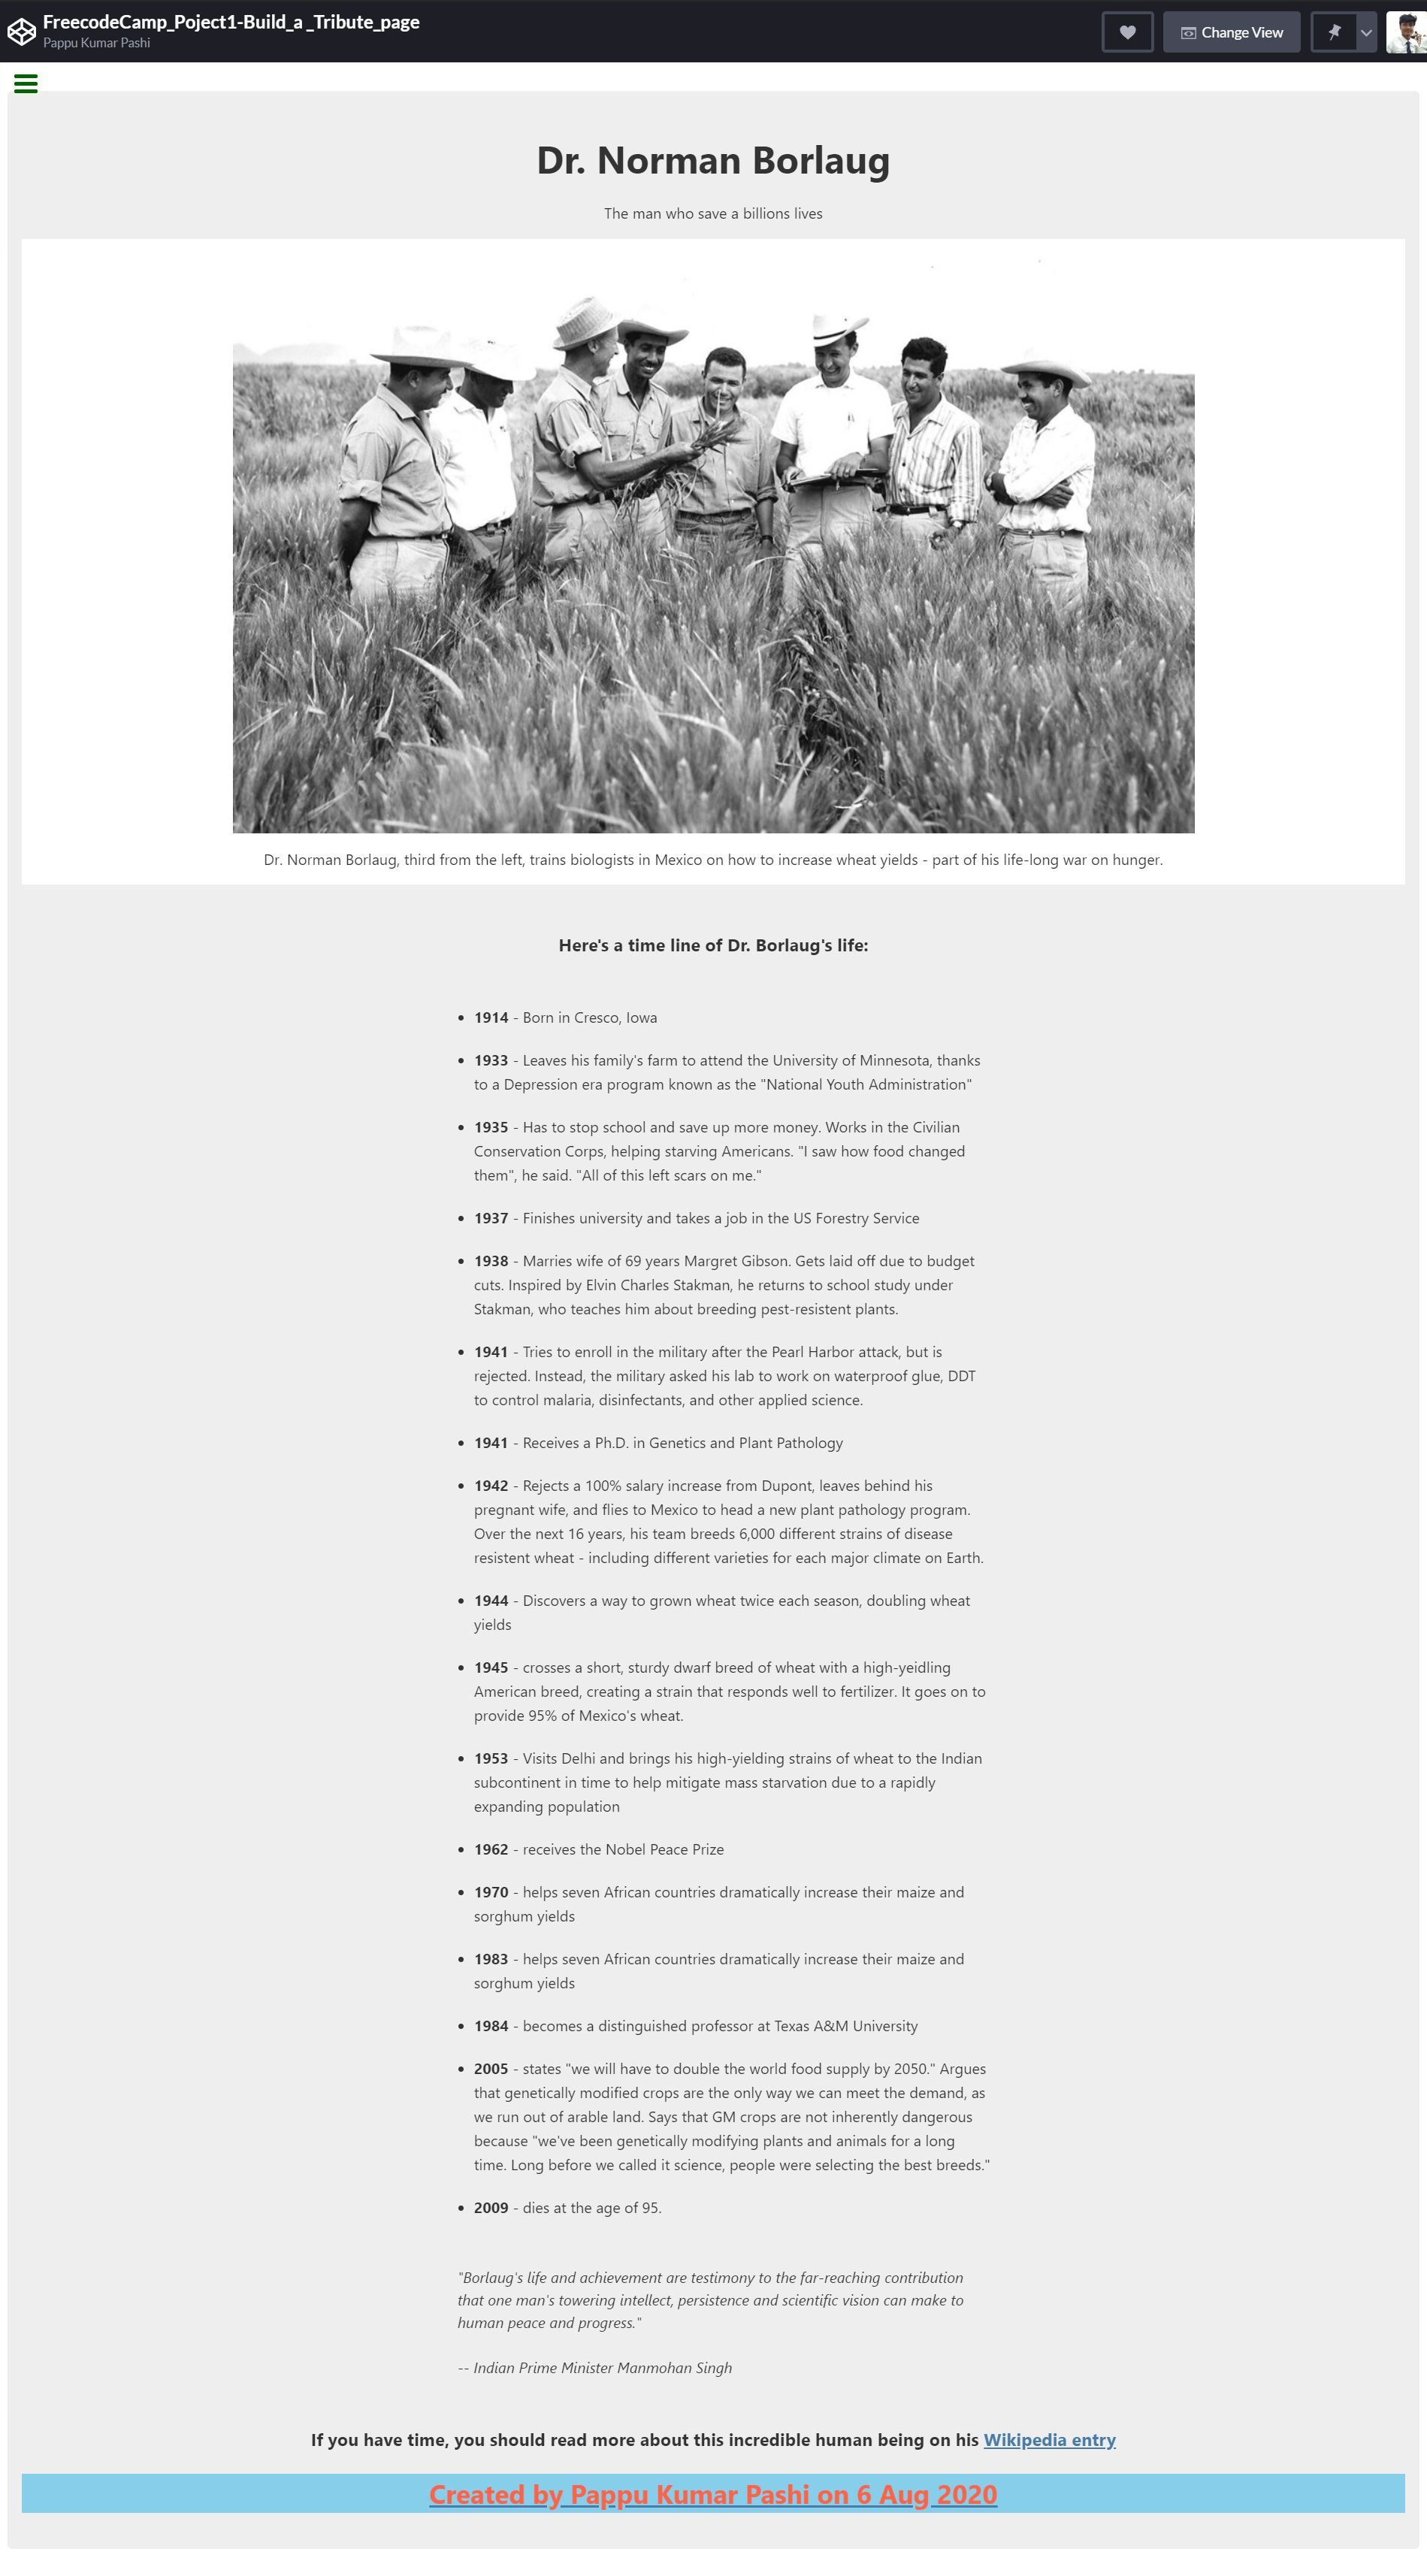 FreecodeCamp_Poject1-Build_a_Tribute_page
Pappu Kumar Pashi
Change View
Dr. Norman Borlaug
The man who save a billions lives
Dr. Norman Borlaug, third from the left, trains biologists in Mexico on how to increase wheat yields - part of his life-long war on hunger.
Here's a time line of Dr. Borlaug's life:
1914 - Born in Cresco, Iowa
1933 - Leaves his family's farm to attend the University of Minnesota, thanks
to a Depression era program known as the "National Youth Administration"
1935 - Has to stop school and save up more money. Works in the Civilian
Conservation Corps, helping starving Americans. "I saw how food changed
them", he said. "All of this left scars on me."
1937 - Finishes university and takes a job in the US Forestry Service
1938 - Marries wife of 69 years Margret Gibson. Gets laid off due to budget
cuts. Inspired by Elvin Charles Stakman, he returns to school study under
Stakman, who teaches him about breeding pest-resistent plants.
1941 - Tries to enroll in the military after the Pearl Harbor attack, but is
rejected. Instead, the military asked his lab to work on waterproof glue, DDT
to control malaria, disinfectants, and other applied science.
1941 - Receives a Ph.D. in Genetics and Plant Pathology
1942 - Rejects a 100% salary increase from Dupont, leaves behind his
pregnant wife, and flies to Mexico to head a new plant pathology program.
Over the next 16 years, his team breeds 6,000 different strains of disease
resistent wheat - including different varieties for each major climate on Earth.
1944 - Discovers a way to grown wheat twice each season, doubling wheat
yields
1945 - crosses a short, sturdy dwarf breed of wheat with a high-yeidling
American breed, creating a strain that responds well to fertilizer. It goes on to
provide 95% of Mexico's wheat.
1953 - Visits Delhi and brings his high-yielding strains of wheat to the Indian
subcontinent in time to help mitigate mass starvation due to a rapidly
expanding population
1962 - receives the Nobel Peace Prize
1970 - helps seven African countries dramatically increase their maize and
sorghum yields
1983 - helps seven African countries dramatically increase their maize and
sorghum yields
1984 - becomes a distinguished professor at Texas A&M University
2005 - states "we will have to double the world food supply by 2050." Argues
that genetically modified crops are the only way we can meet the demand, as
we run out of arable land. Says that GM crops are not inherently dangerous
because "we've been genetically modifying plants and animals for a long
time. Long before we called it science, people were selecting the best breeds."
2009 - dies at the age of 95.
"Borlaug's life and achievement are testimony to the far-reaching contribution
that one man's towering intellect, persistence and scientific vision can make to
human peace and progress."
-- Indian Prime Minister Manmohan Singh
If you have time, you should read more about this incredible human being on his Wikipedia entry
Created by Pappu Kumar Pashi on 6 Aug 2020